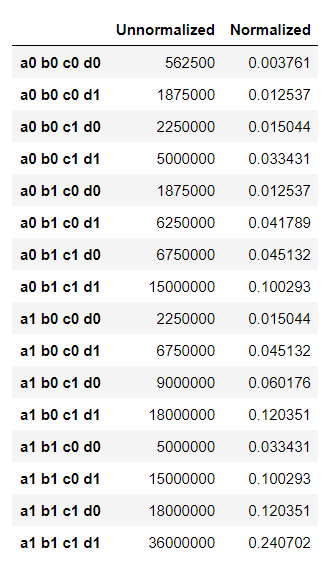 Unnormalized Normalized
a0 b0 c0 d0 562500 0.003761
a0 b0 c0 d1 1875000 0.012537
a0 b0 c1 d0 2250000 0.015044
a0 b0 c1 d1 5000000 0.033431
a0 b1 c0 d0 1875000 0.012537
a0 b1 c0 d1 6250000 0.041789
a0 b1 c1 d0 6750000 0.045132
a0 b1 c1 d1 15000000 0.100293
a1 b0 c0 d0 2250000 0.015044
a1 b0 c0 d1 6750000 0.045132
a1 b0 c1 d0 9000000 0.060176
a1 b0 c1 d1 18000000 0.120351
a1 b1 c0 d0 5000000 0.033431
a1 b1 c0 d1 15000000 0.100293
a1 b1 c1 d0 18000000 0.120351
a1 b1 c1 d1 36000000 0.240702